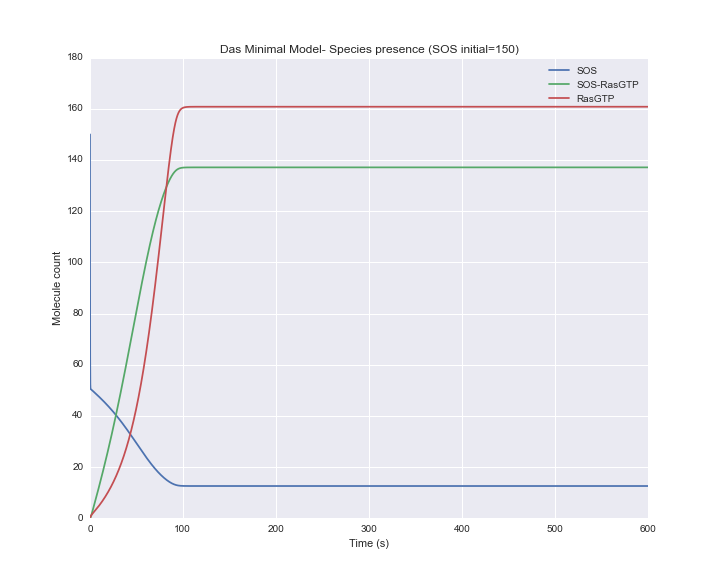 Das Minimal Model- Species presence (SOS initial=150)
180
160
140
120
100
80
60
40
20
0
Molecule count
SOS
SOS-RasGTP
RasGTP
0 100 200 300 400 500 600
Time (s)